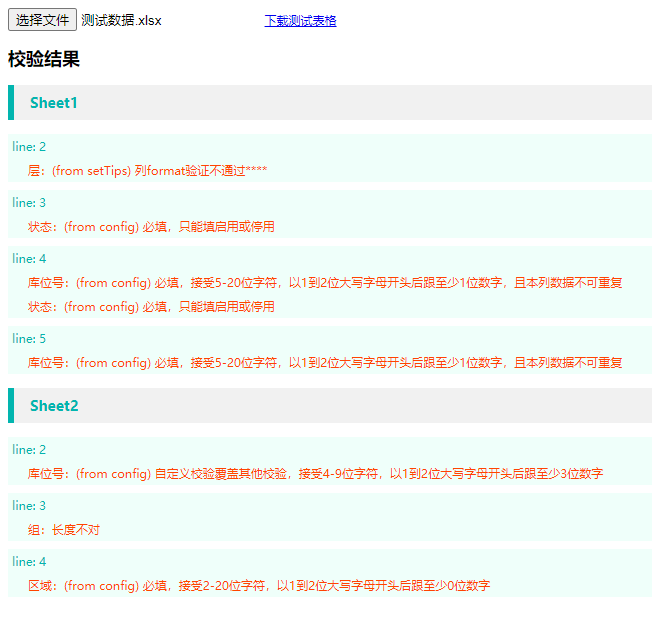 选择文件 测试数据.xlsx 下载测试表格
校验结果
Sheet1
line: 2
层：(from setTips) 列format验证不通过****
line: 3
状态：(from config) 必填，只能填启用或停用
line: 4
库位号：(from config) 必填，接受5-20位字符，以1到2位大写字母开头后跟至少1位数字，且本列数据不可重复
状态：(from config) 必填，只能填启用或停用
line: 5
库位号：(from config) 必填，接受5-20位字符，以1到2位大写字母开头后跟至少1位数字，且本列数据不可重复
Sheet2
line: 2
库位号：(from config) 自定义校验覆盖其他校验，接受4-9位字符，以1到2位大写字母开头后跟至少3位数字
line: 3
组：长度不对
line: 4
区域：(from config) 必填，接受2-20位字符，以1到2位大写字母开头后跟至少0位数字